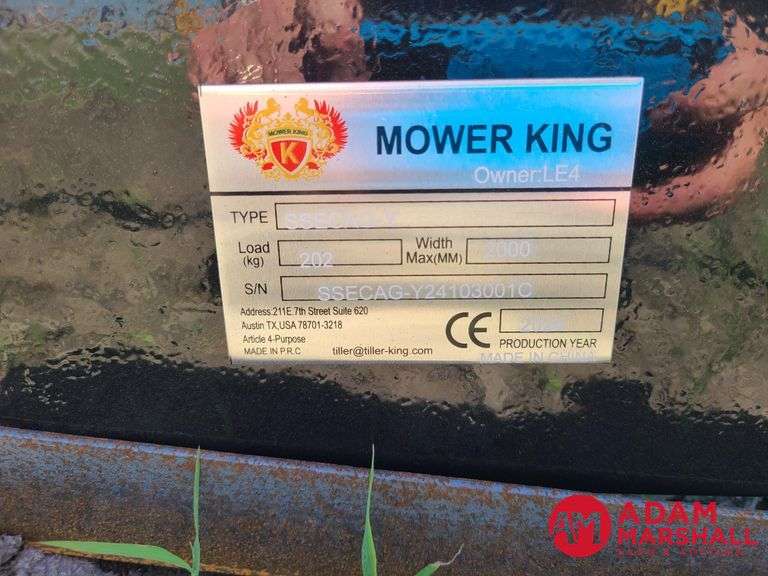 MOWER KING
K
MOWER KING
Owner:LE4
TYPE SSECAG-Y
Load (kg) 202 Width Max(MM) 2000
S/N SSECAG-Y24103001C
Address:211E.7th Street Suite 620
Austin TX,USA 78701-3218
Article 4-Purpose
MADE IN P.R.C tiller@tiller-king.com
CE
PRODUCTION YEAR
MADE IN CHINA
AM
ADAM
MARSHALL